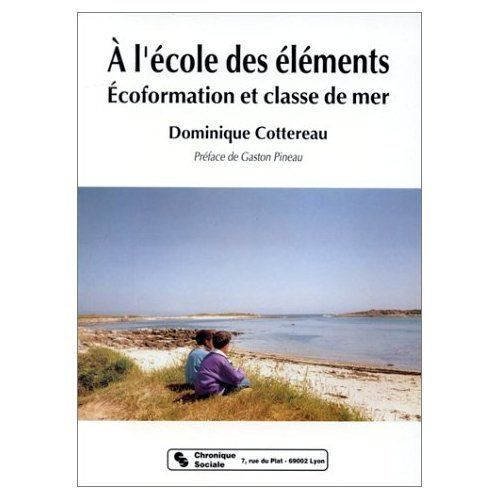 À l'école des éléments
Écoformation et classe de mer
Dominique Cottereau
Préface de Gaston Pineau
Chronique
Sociale
7, rue du Plat - 69002 Lyon